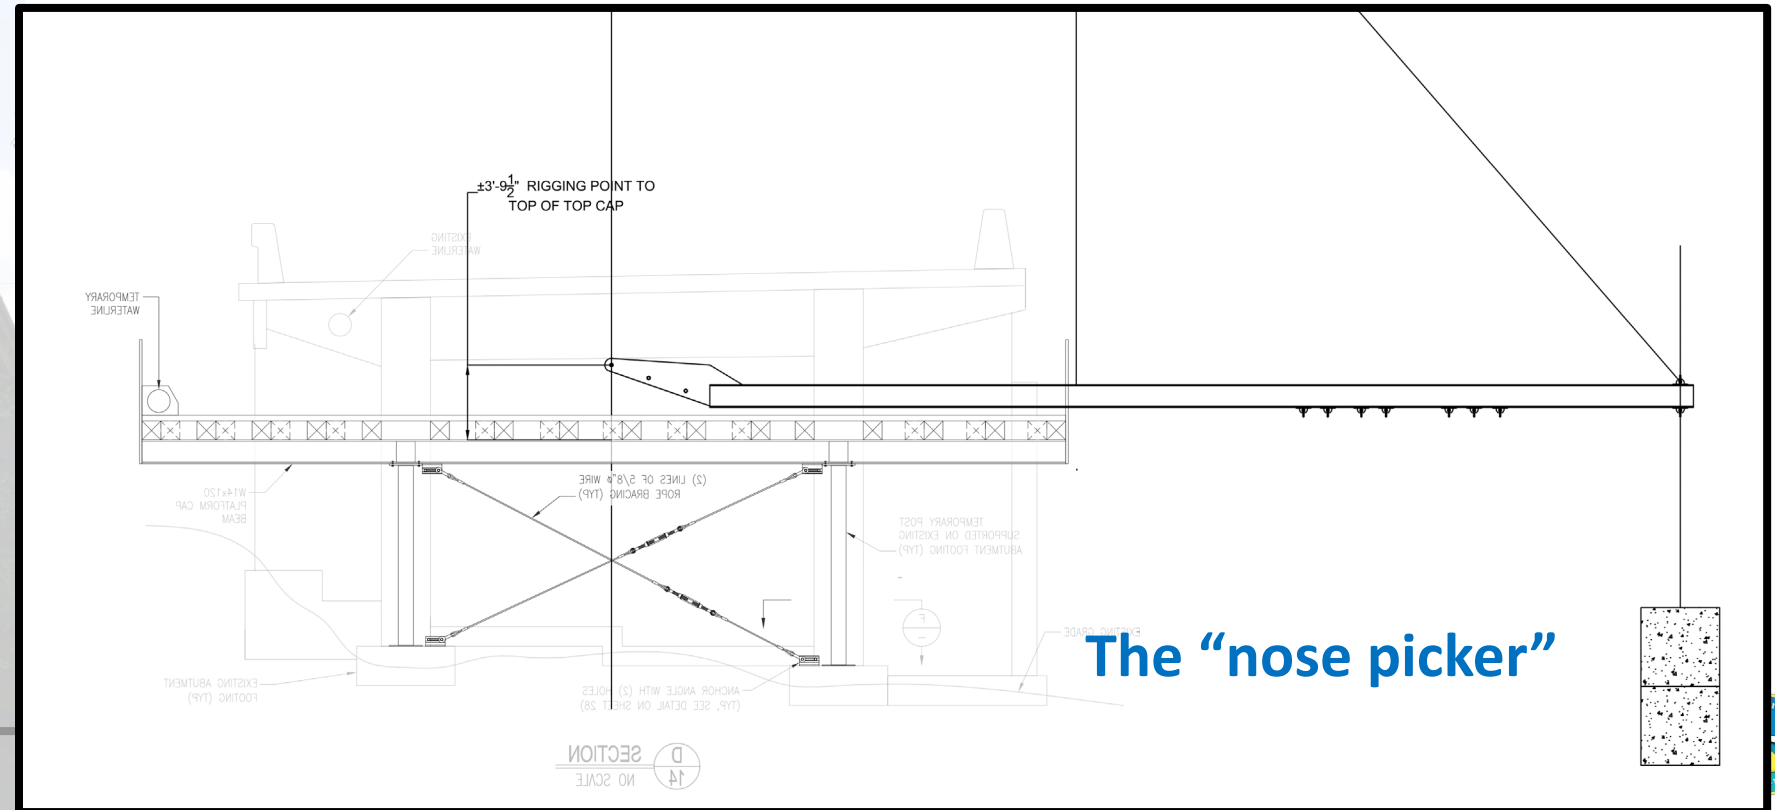 ±3'-9 1/2" RIGGING POINT TO
TOP OF TOP CAP
EXISTING
WATERLINE
TEMPORARY
WATERLINE
(2) LINES OF 5/8"ø WIRE
ROPE BRACING (TYP)
W14x120
PLATFORM CAP
BEAM
TEMPORARY POST
SUPPORTED ON EXISTING
ABUTMENT FOOTING (TYP)
F
EXISTING GRADE
The “nose picker”
EXISTING ABUTMENT
FOOTING (TYP)
ANCHOR ANGLE WITH (2) HOLES
(TYP, SEE DETAIL ON SHEET 28)
D
14
SECTION
NO SCALE